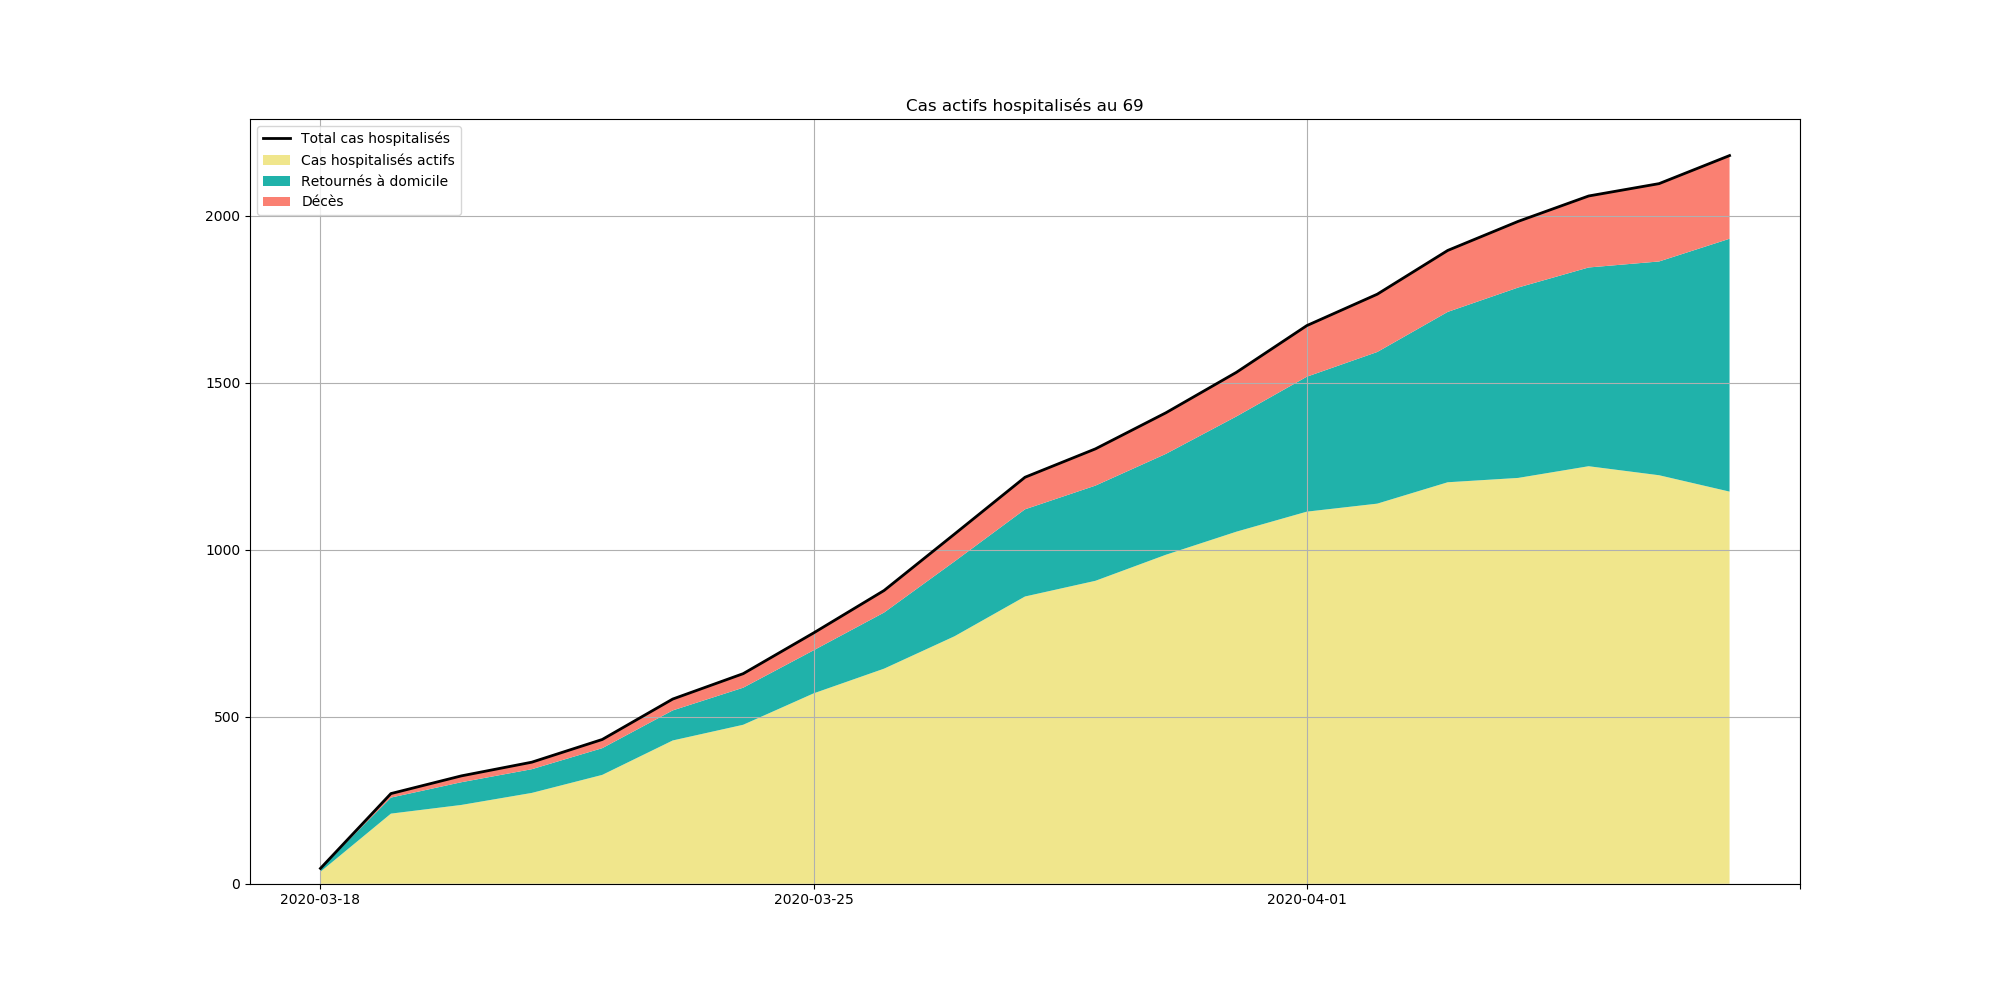 Cas actifs hospitalisés au 69
Total cas hospitalisés
Cas hospitalisés actifs
Retournés à domicile
Décès
2000
1500
1000
500
0
2020-03-18
2020-03-25
2020-04-01